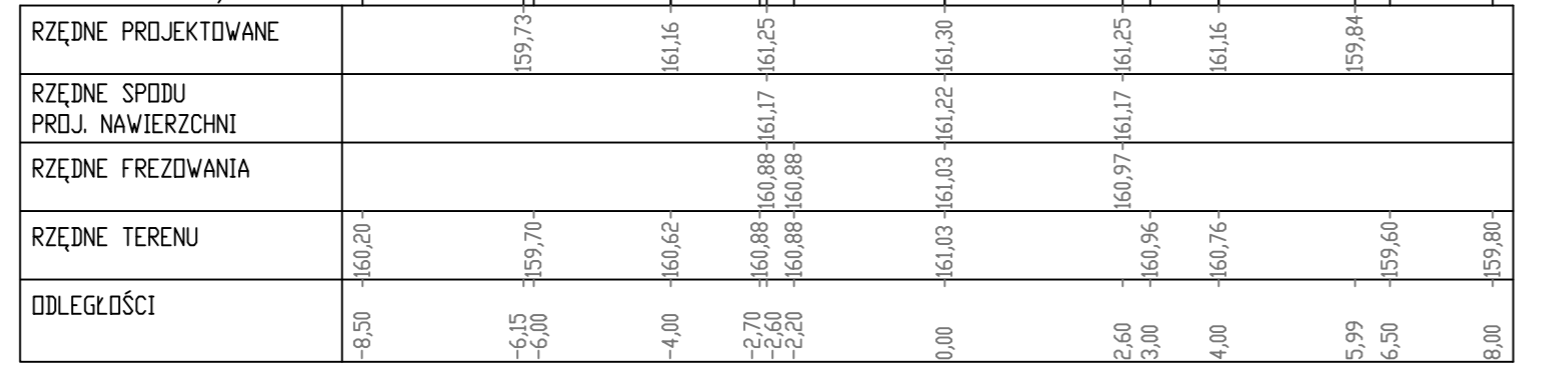 RZĘDNE PROJEKTOWANE 159,73 161,16 161,25 161,30 161,25 161,16 159,84
RZĘDNE SPODU
PROJ. NAWIERZCHNI 161,17 161,22 161,17
RZĘDNE FREZOWANIA 160,88 160,88 161,03 160,97
RZĘDNE TERENU 160,20 159,70 160,62 160,88 160,88 161,03 160,96 160,76 159,60 159,80
ODLEGŁOŚCI -8,50 -6,15 -6,00 -4,00 -2,70 -2,60 -2,20 0,00 2,60 3,00 4,00 5,99 6,50 8,00